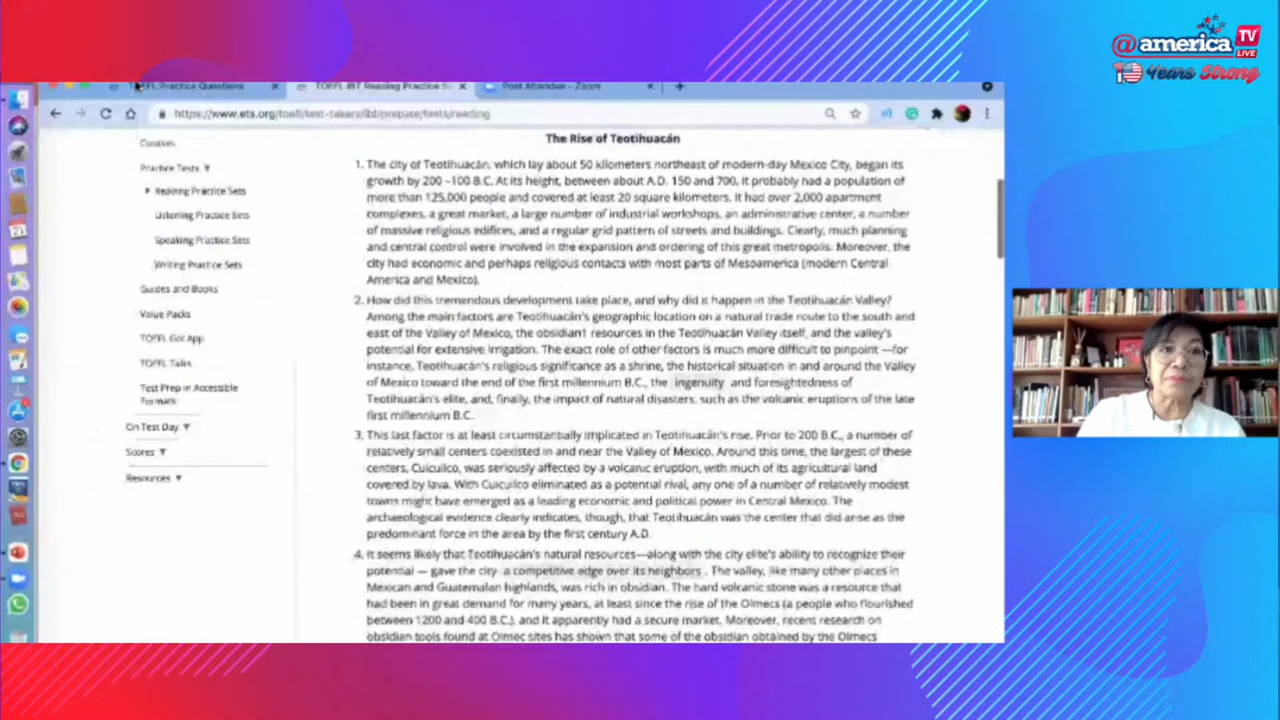 @america TV LIVE
10 Years Strong
TOEFL Practice Questions
TOEFL iBT Reading Practice S
Post Attendee - Zoom
https://www.ets.org/toefl/test-takers/ibt/prepare/tests/reading
Courses
Practice Tests
Reading Practice Sets
Listening Practice Sets
Speaking Practice Sets
Writing Practice Sets
Guides and Books
Value Packs
TOEFL Go! App
TOEFL Talks
Test Prep in Accessible
Formats
On Test Day
Scores
Resources
The Rise of Teotihuacán
1. The city of Teotihuacán, which lay about 50 kilometers northeast of modern-day Mexico City, began its
growth by 200 –100 B.C. At its height, between about A.D. 150 and 700, it probably had a population of
more than 125,000 people and covered at least 20 square kilometers. It had over 2,000 apartment
complexes, a great market, a large number of industrial workshops, an administrative center, a number
of massive religious edifices, and a regular grid pattern of streets and buildings. Clearly, much planning
and central control were involved in the expansion and ordering of this great metropolis. Moreover, the
city had economic and perhaps religious contacts with most parts of Mesoamerica (modern Central
America and Mexico).
2. How did this tremendous development take place, and why did it happen in the Teotihuacán Valley?
Among the main factors are Teotihuacán's geographic location on a natural trade route to the south and
east of the Valley of Mexico, the obsidian1 resources in the Teotihuacán Valley itself, and the valley's
potential for extensive irrigation. The exact role of other factors is much more difficult to pinpoint —for
instance, Teotihuacán's religious significance as a shrine, the historical situation in and around the Valley
of Mexico toward the end of the first millennium B.C., the ingenuity and foresightedness of
Teotihuacán's elite, and, finally, the impact of natural disasters, such as the volcanic eruptions of the late
first millennium B.C.
3. This last factor is at least circumstantially implicated in Teotihuacán's rise. Prior to 200 B.C., a number of
relatively small centers coexisted in and near the Valley of Mexico. Around this time, the largest of these
centers, Cuicuilco, was seriously affected by a volcanic eruption, with much of its agricultural land
covered by lava. With Cuicuilco eliminated as a potential rival, any one of a number of relatively modest
towns might have emerged as a leading economic and political power in Central Mexico. The
archaeological evidence clearly indicates, though, that Teotihuacán was the center that did arise as the
predominant force in the area by the first century A.D.
4. It seems likely that Teotihuacán's natural resources—along with the city elite's ability to recognize their
potential — gave the city a competitive edge over its neighbors . The valley, like many other places in
Mexican and Guatemalan highlands, was rich in obsidian. The hard volcanic stone was a resource that
had been in great demand for many years, at least since the rise of the Olmecs (a people who flourished
between 1200 and 400 B.C.), and it apparently had a secure market. Moreover, recent research on
obsidian tools found at Olmec sites has shown that some of the obsidian obtained by the Olmecs